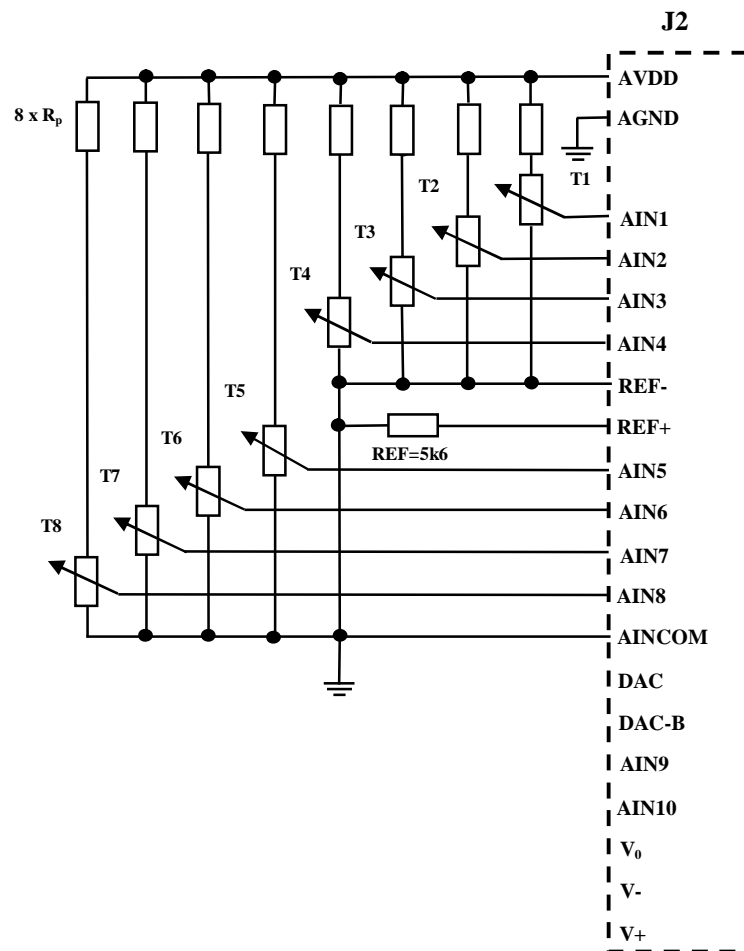 J2
AVDD
8 x Rp
AGND
T1
T2
AIN1
T3
AIN2
T4
AIN3
AIN4
REF-
T5
REF+
REF=5k6
T6
AIN5
T7
AIN6
T8
AIN7
AIN8
AINCOM
DAC
DAC-B
AIN9
AIN10
V0
V-
V+